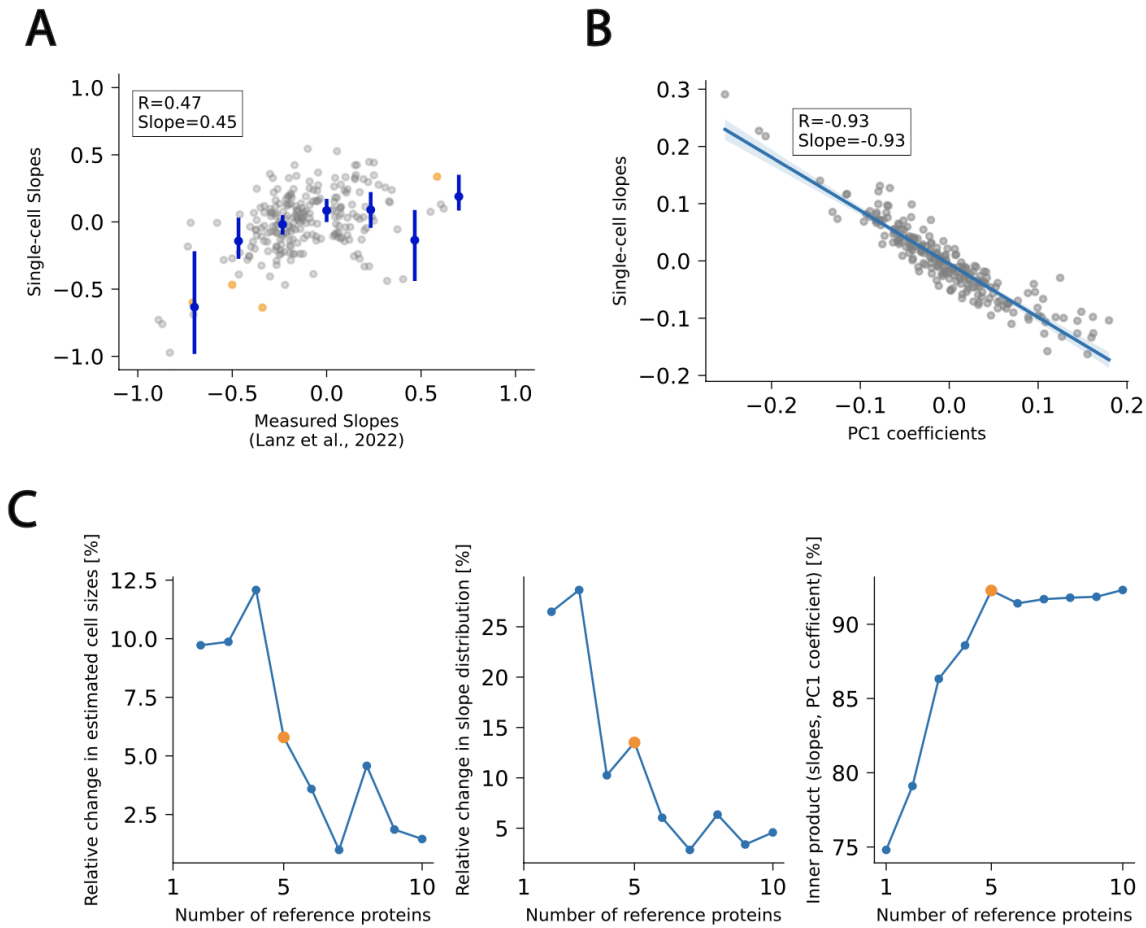 A
R=0.47
Slope=0.45
1.0
0.5
0.0
−0.5
−1.0
Single-cell Slopes
−1.0 −0.5 0.0 0.5 1.0
Measured Slopes
(Lanz et al., 2022)
B
R=-0.93
Slope=-0.93
0.3
0.2
0.1
0.0
−0.1
−0.2
Single-cell slopes
−0.2 −0.1 0.0 0.1 0.2
PC1 coefficients
C
Relative change in estimated cell sizes [%]
12.5
10.0
7.5
5.0
2.5
1 5 10
Number of reference proteins
Relative change in slope distribution [%]
25
20
15
10
5
1 5 10
Number of reference proteins
Inner product (slopes, PC1 coefficient) [%]
90
85
80
75
1 5 10
Number of reference proteins